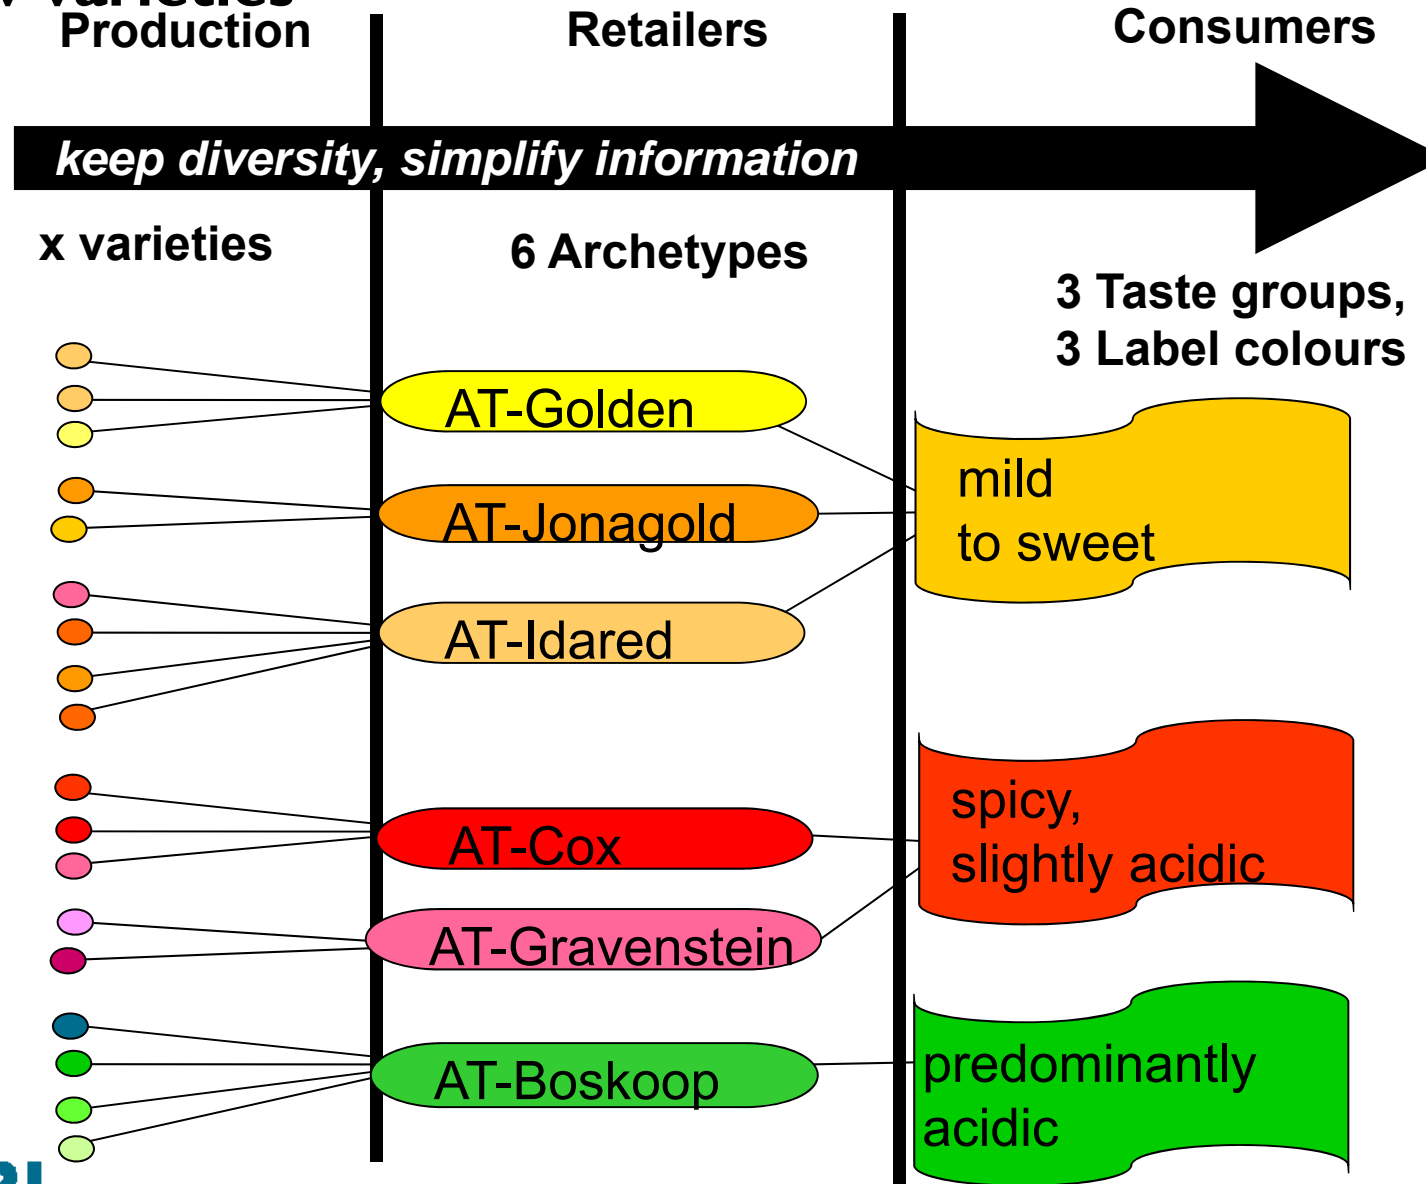 varieties
Production
Retailers
Consumers
keep diversity, simplify information
x varieties
6 Archetypes
3 Taste groups,
3 Label colours
AT-Golden
AT-Jonagold
AT-Idared
AT-Cox
AT-Gravenstein
AT-Boskoop
mild
to sweet
spicy,
slightly acidic
predominantly
acidic